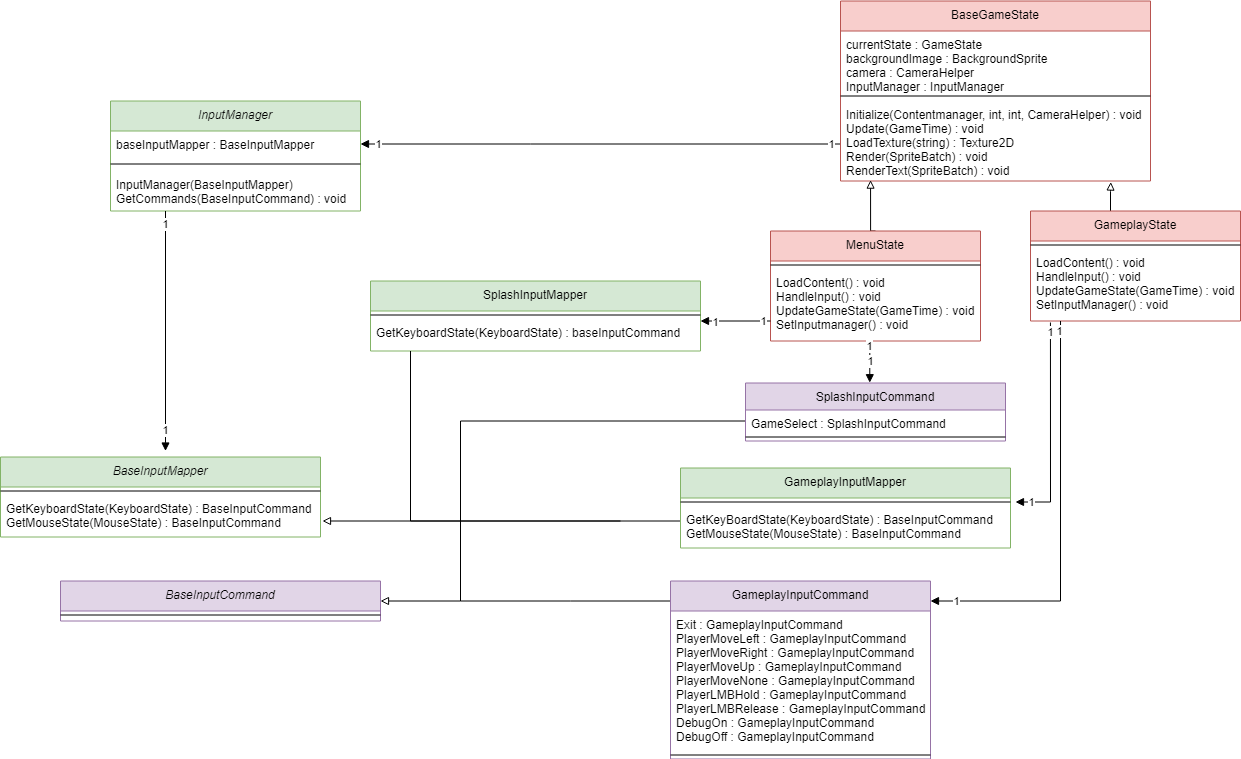 BaseGameState
currentState : GameState
backgroundImage : BackgroundSprite
camera : CameraHelper
InputManager : InputManager
Initialize(Contentmanager, int, int, CameraHelper) : void
Update(GameTime) : void
LoadTexture(string) : Texture2D
Render(SpriteBatch) : void
RenderText(SpriteBatch) : void
InputManager
baseInputMapper : BaseInputMapper
InputManager(BaseInputMapper)
GetCommands(BaseInputCommand) : void
1
1
1
1
GameplayState
LoadContent() : void
HandleInput() : void
UpdateGameState(GameTime) : void
SetInputManager() : void
MenuState
LoadContent() : void
HandleInput() : void
UpdateGameState(GameTime) : void
SetInputmanager() : void
SplashInputMapper
GetKeyboardState(KeyboardState) : baseInputCommand
1
1
1
1
1
1
SplashInputCommand
GameSelect : SplashInputCommand
BaseInputMapper
GetKeyboardState(KeyboardState) : BaseInputCommand
GetMouseState(MouseState) : BaseInputCommand
GameplayInputMapper
GetKeyBoardState(KeyboardState) : BaseInputCommand
GetMouseState(MouseState) : BaseInputCommand
1
BaseInputCommand
GameplayInputCommand
Exit : GameplayInputCommand
PlayerMoveLeft : GameplayInputCommand
PlayerMoveRight : GameplayInputCommand
PlayerMoveUp : GameplayInputCommand
PlayerMoveNone : GameplayInputCommand
PlayerLMBHold : GameplayInputCommand
PlayerLMBRelease : GameplayInputCommand
DebugOn : GameplayInputCommand
DebugOff : GameplayInputCommand
1